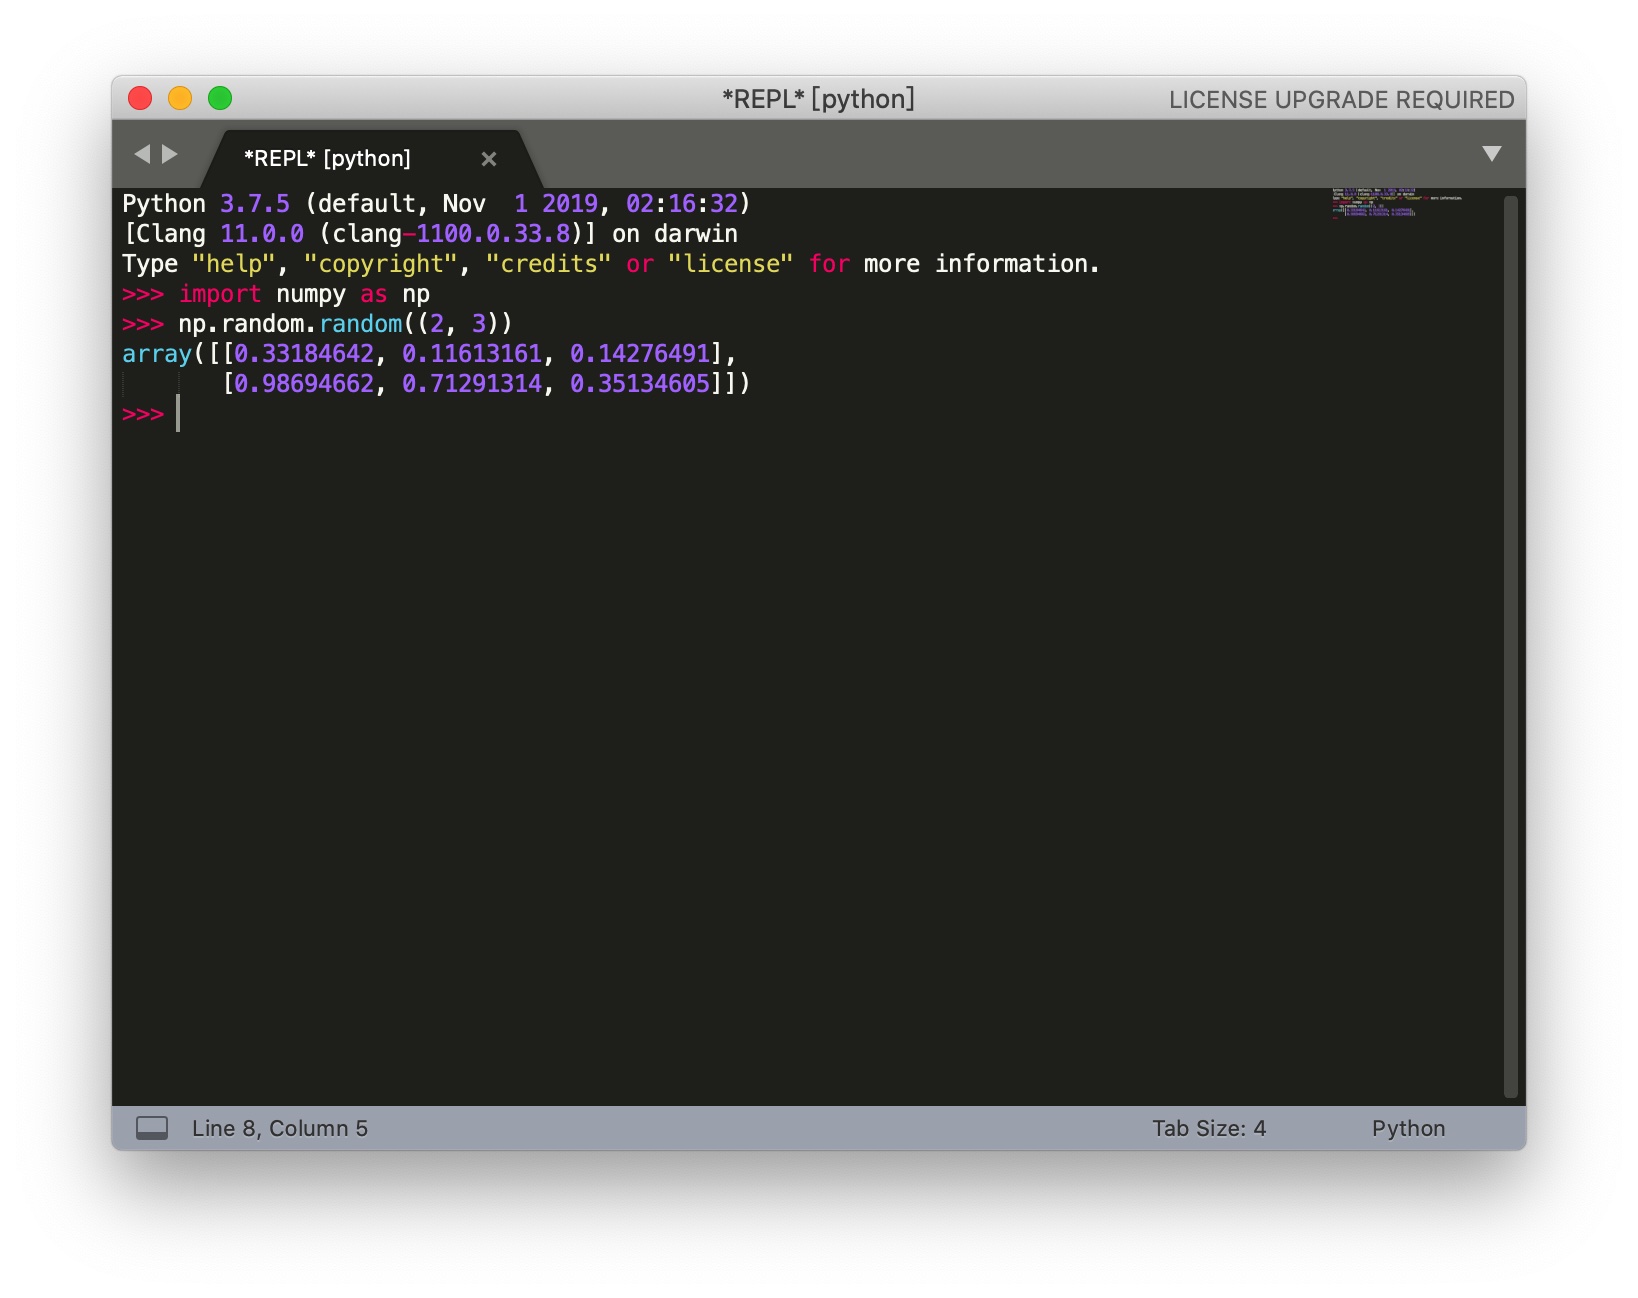 *REPL* [python]
LICENSE UPGRADE REQUIRED
*REPL* [python]
Python 3.7.5 (default, Nov  1 2019, 02:16:32)
[Clang 11.0.0 (clang-1100.0.33.8)] on darwin
Type "help", "copyright", "credits" or "license" for more information.
>>> import numpy as np
>>> np.random.random((2, 3))
array([[0.33184642, 0.11613161, 0.14276491],
       [0.98694662, 0.71291314, 0.35134605]])
>>>
Line 8, Column 5
Tab Size: 4
Python